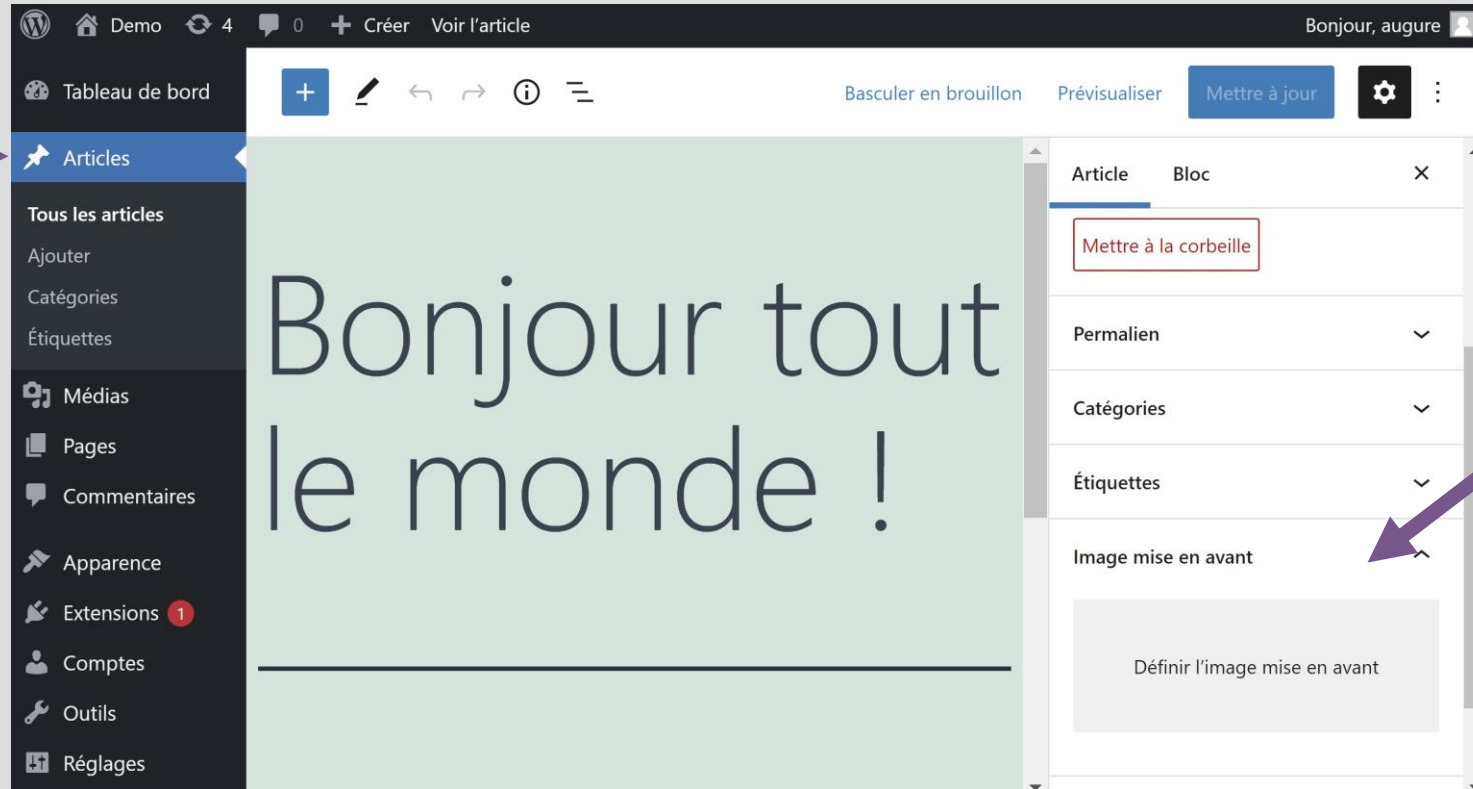 Demo 4 0 Créer Voir l'article Bonjour, augure
Tableau de bord
Basculer en brouillon Prévisualiser Mettre à jour
Articles
Tous les articles
Ajouter
Catégories
Étiquettes
Médias
Pages
Commentaires
Apparence
Extensions 1
Comptes
Outils
Réglages
Bonjour tout
le monde !
Article Bloc
Mettre à la corbeille
Permalien
Catégories
Étiquettes
Image mise en avant
Définir l'image mise en avant